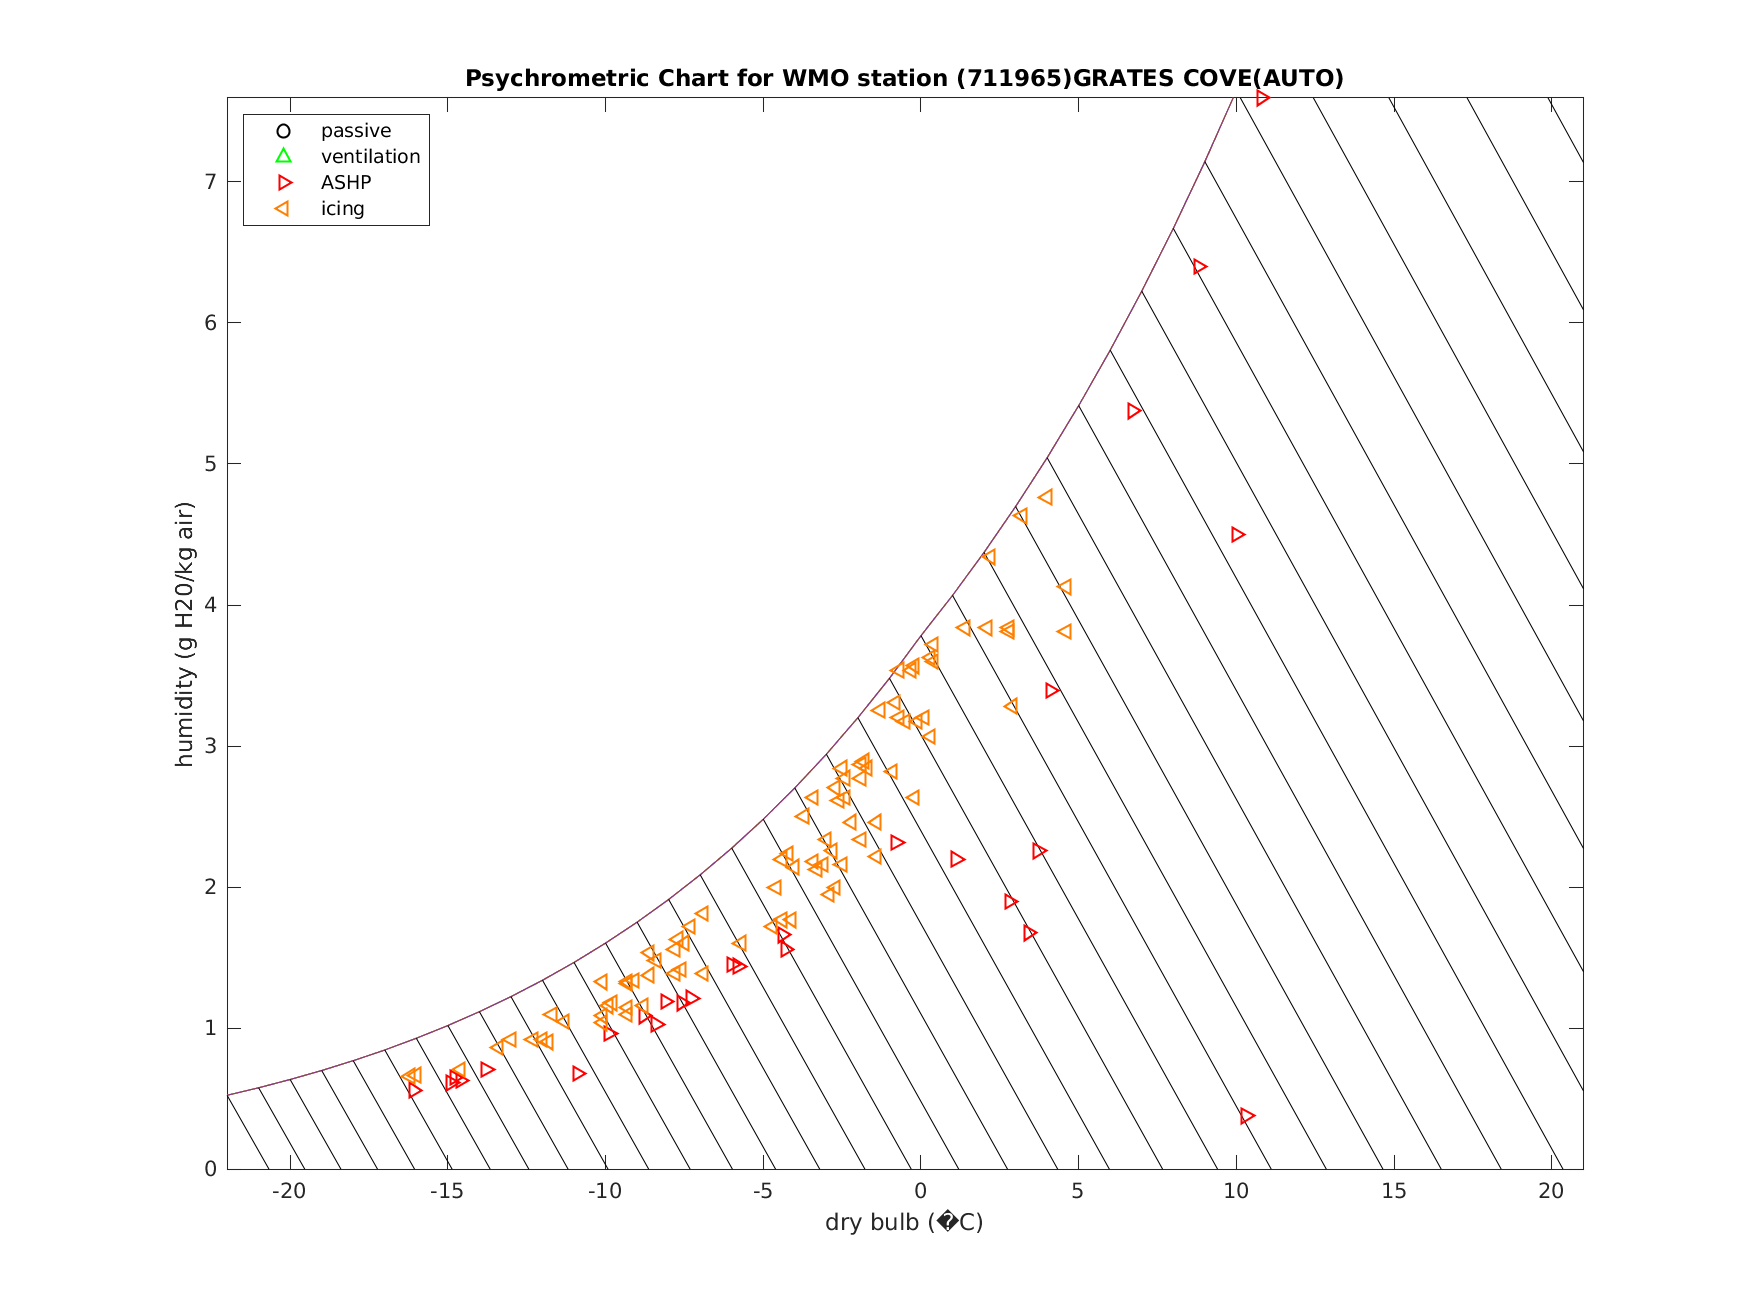 Psychrometric Chart for WMO station (711965)GRATES COVE(AUTO)
passive
ventilation
ASHP
icing
7
6
5
4
3
2
1
0
humidity (g H20/kg air)
-20 -15 -10 -5 0 5 10 15 20
dry bulb (�C)